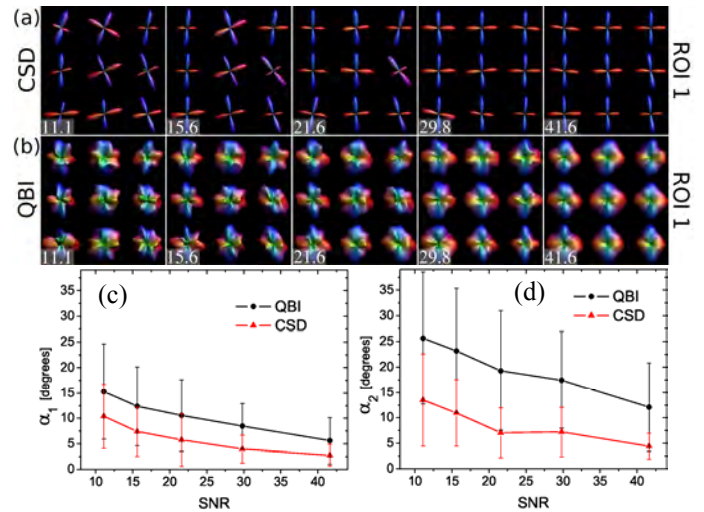 (a)
CSD
11.1 15.6 21.6 29.8 41.6
ROI 1
(b)
QBI
11.1 15.6 21.6 29.8 41.6
ROI 1
(c)
QBI
CSD
α1 [degrees]
35
30
25
20
15
10
5
0
10 15 20 25 30 35 40
SNR
(d)
QBI
CSD
α2 [degrees]
35
30
25
20
15
10
5
0
10 15 20 25 30 35 40
SNR